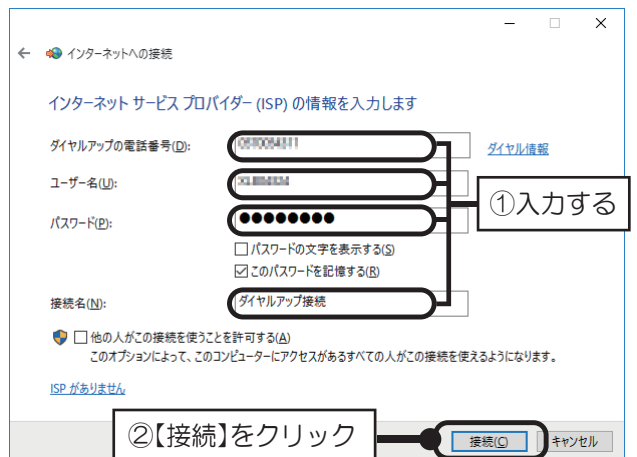 インターネットへの接続
インターネット サービス プロバイダー (ISP) の情報を入力します
ダイヤルアップの電話番号(D):
ダイヤル情報
ユーザー名(U):
①入力する
パスワード(P):
●●●●●●●●
パスワードの文字を表示する(S)
このパスワードを記憶する(R)
接続名(N):
ダイヤルアップ接続
他の人がこの接続を使うことを許可する(A)
このオプションによって、このコンピューターにアクセスがあるすべての人がこの接続を使えるようになります。
ISP がありません
②【接続】をクリック
接続(C)
キャンセル